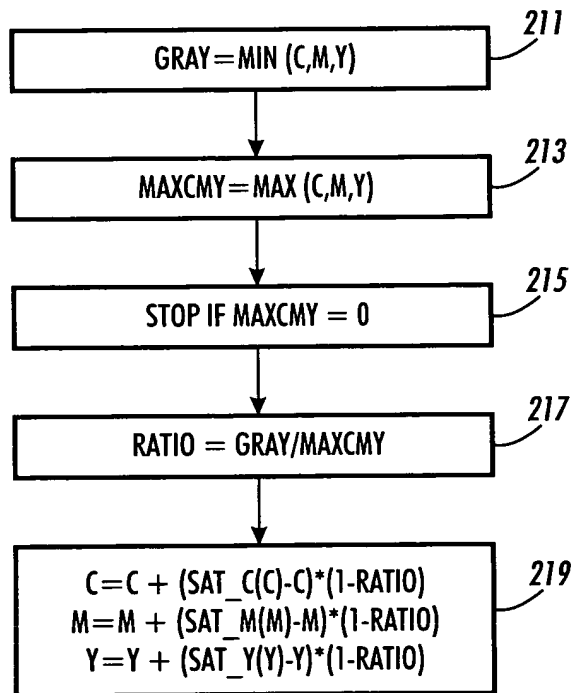 211
GRAY=MIN (C,M,Y)
213
MAXCMY=MAX (C,M,Y)
215
STOP IF MAXCMY = 0
217
RATIO = GRAY/MAXCMY
219
C=C + (SAT_C(C)-C)*(1-RATIO)
M=M + (SAT_M(M)-M)*(1-RATIO)
Y=Y + (SAT_Y(Y)-Y)*(1-RATIO)